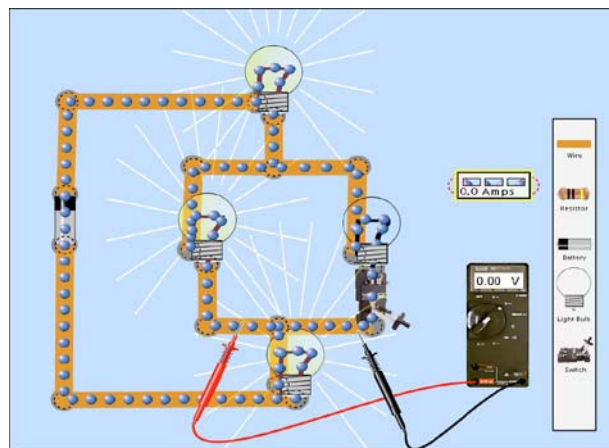 0.0 Amps
Wire
Resistor
0.00 V
Battery
Light Bulb
Switch